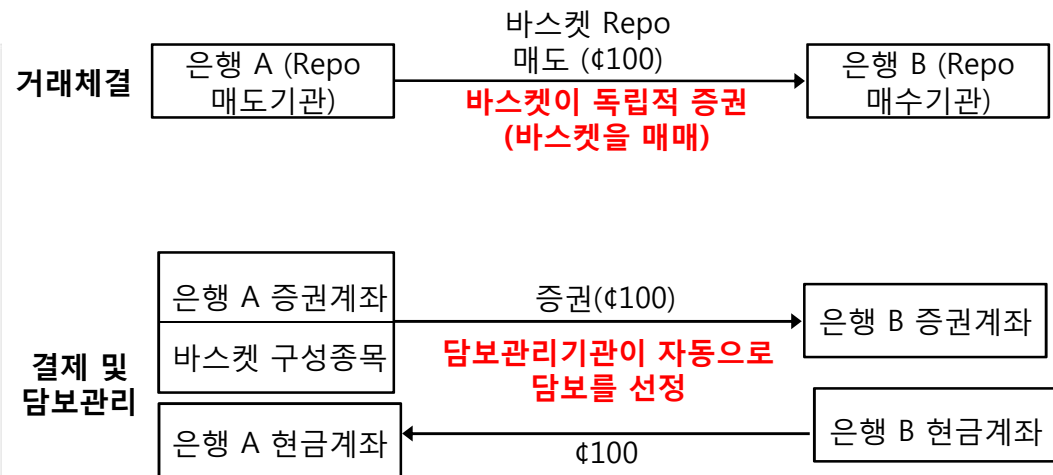 거래체결
은행 A (Repo
매도기관)
바스켓 Repo
매도 (¢100)
바스켓이 독립적 증권
(바스켓을 매매)
은행 B (Repo
매수기관)
결제 및
담보관리
은행 A 증권계좌
바스켓 구성종목
증권(¢100)
담보관리기관이 자동으로
담보를 선정
은행 B 증권계좌
은행 A 현금계좌
¢100
은행 B 현금계좌